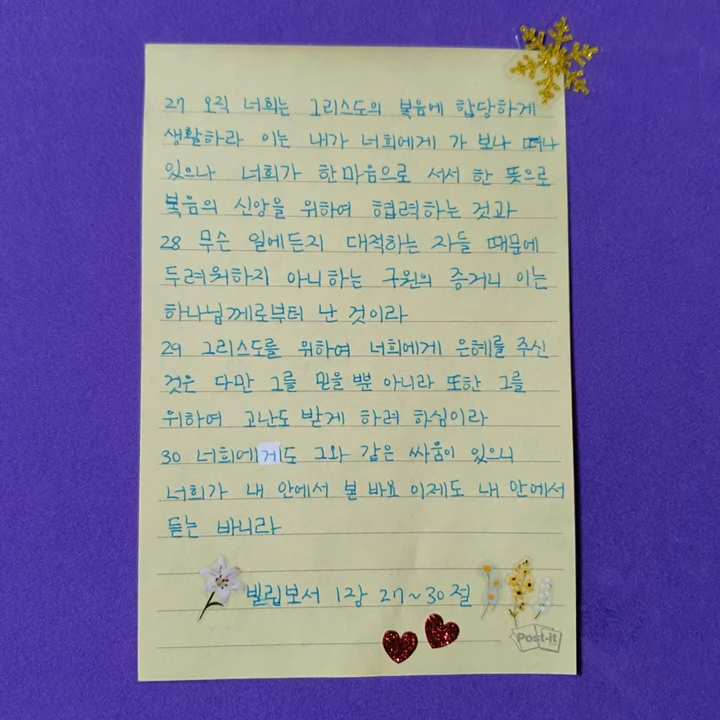 27 오직 너희는 그리스도의 복음에 합당하게
생활하라 이는 내가 너희에게 가 보나 떠나
있으나 너희가 한마음으로 서서 한 뜻으로
복음의 신앙을 위하여 협력하는 것과
28 무슨 일에든지 대적하는 자들 때문에
두려워하지 아니하는 구원의 증거니 이는
하나님께로부터 난 것이라
29 그리스도를 위하여 너희에게 은혜를 주신
것은 다만 그를 믿을 뿐 아니라 또한 그를
위하여 고난도 받게 하려 하심이라
30 너희에게도 그와 같은 싸움이 있으니
너희가 내 안에서 본 바요 이제도 내 안에서
듣는 바니라
빌립보서 1장 27~30절
Post-it